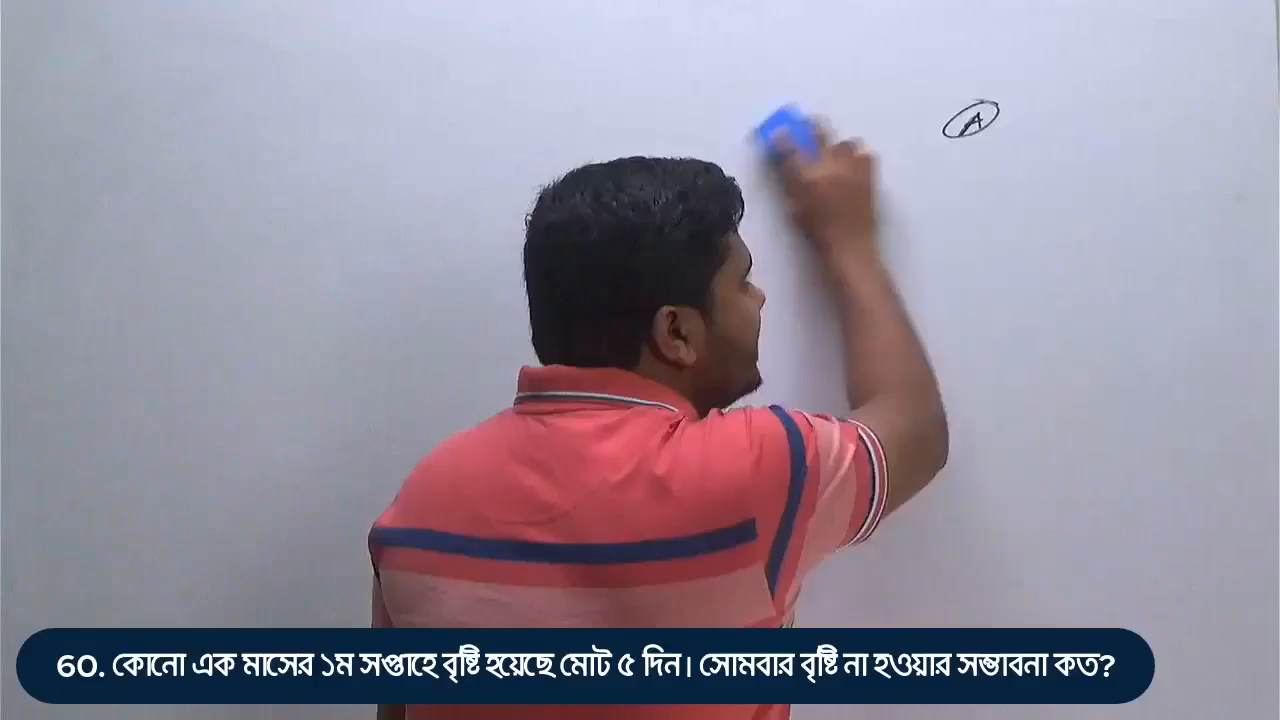 A
60. কোনো এক মাসের ১ম সপ্তাহে বৃষ্টি হয়েছে মোট ৫ দিন। সোমবার বৃষ্টি না হওয়ার সম্ভাবনা কত?